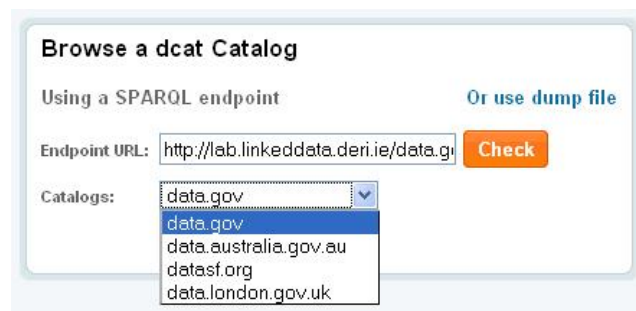 Browse a dcat Catalog
Using a SPARQL endpoint Or use dump file
Endpoint URL: http://lab.linkeddata.deri.ie/data.g Check
Catalogs: data.gov
data.gov
data.australia.gov.au
datasf.org
data.london.gov.uk